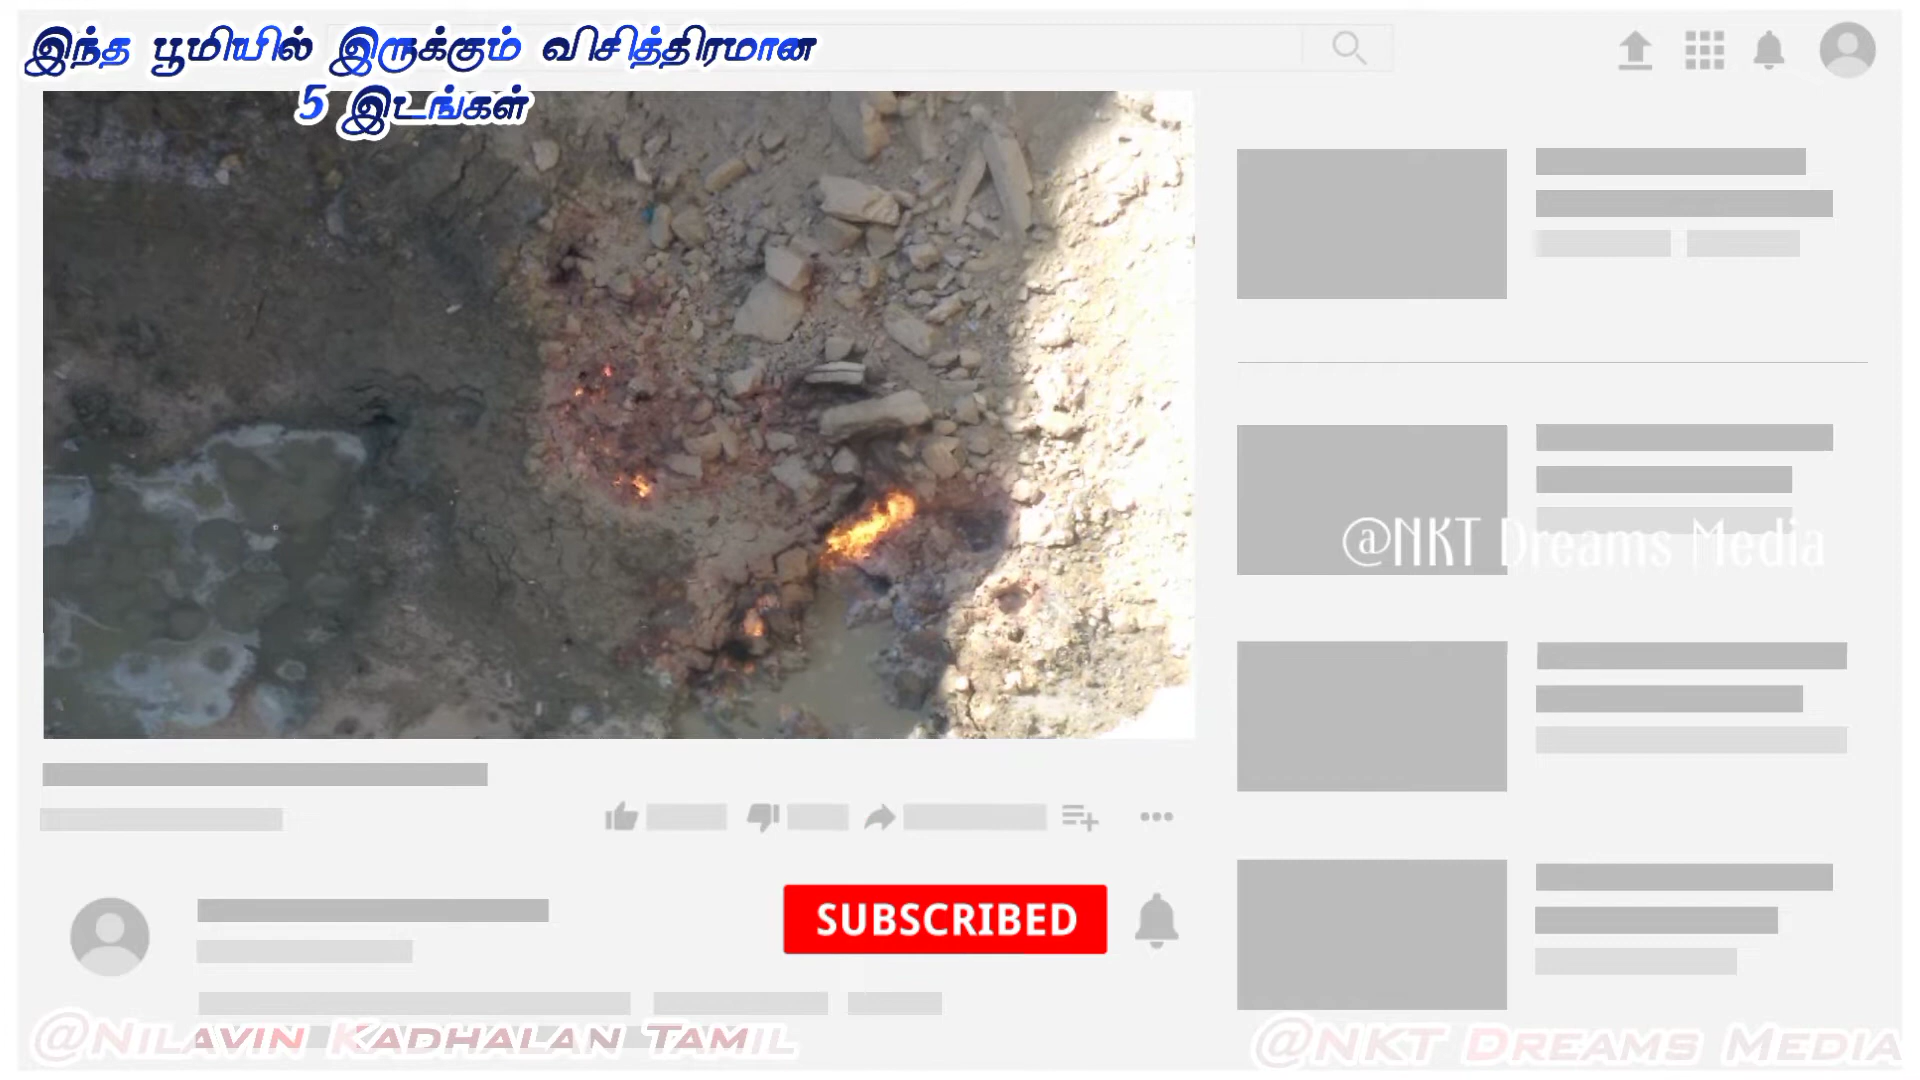 இந்த பூமியில் இருக்கும் விசித்திரமான
5 இடங்கள்
@NKT Dreams Media
SUBSCRIBED
@Nilavin Kadhalan Tamil
@NKT Dreams Media